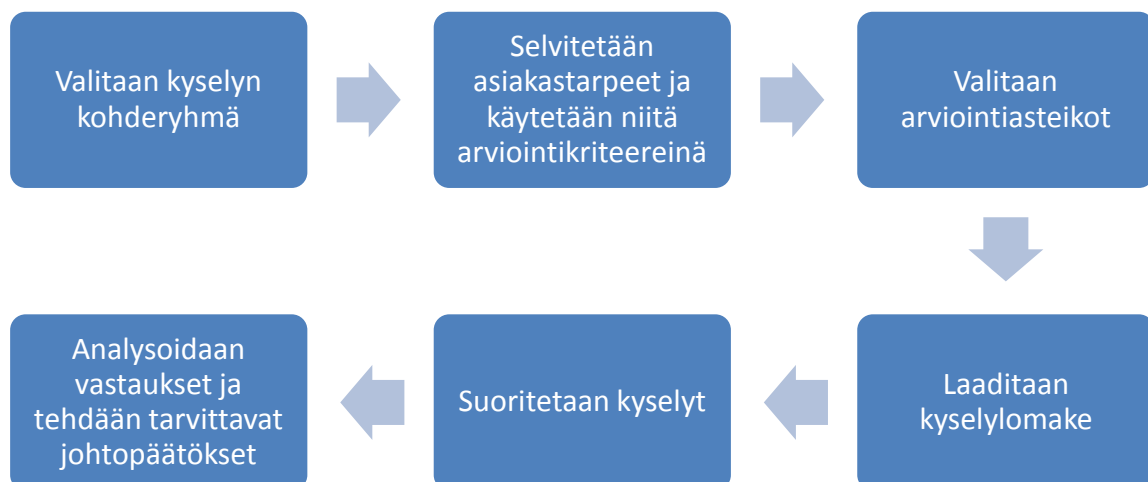 Valitaan kyselyn
kohderyhmä
Selvitetään
asiakastarpeet ja
käytetään niitä
arviointikriteereinä
Valitaan
arviointiasteikot
Laaditaan
kyselylomake
Suoritetaan kyselyt
Analysoidaan
vastaukset ja
tehdään tarvittavat
johtopäätökset